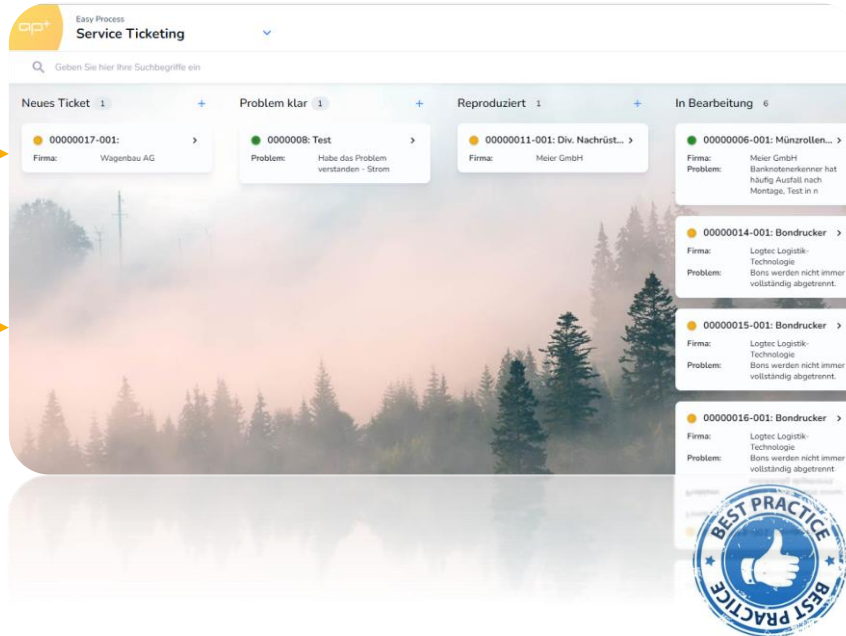 ap+
Easy Process
Service Ticketing
Geben Sie hier Ihre Suchbegriffe ein
Neues Ticket 1 +
Problem klar 1 +
Reproduziert 1 +
In Bearbeitung 6
00000017-001:
Firma: Wagenbau AG
0000008: Test
Problem: Habe das Problem
verstanden - Strom
00000011-001: Div. Nachrüst...
Firma: Meier GmbH
00000006-001: Münzrollen...
Firma: Meier GmbH
Problem: Banknotenerkenner hat
häufig Ausfall nach
Montage, Test in n
00000014-001: Bondrucker
Firma: Logtec Logistik-
Technologie
Problem: Bons werden nicht immer
vollständig abgetrennt.
00000015-001: Bondrucker
Firma: Logtec Logistik-
Technologie
Problem: Bons werden nicht immer
vollständig abgetrennt.
00000016-001: Bondrucker
Firma: Logtec Logistik-
Technologie
Problem: Bons werden nicht immer
vollständig abgetrennt
BEST PRACTICE
BEST PRACTICE